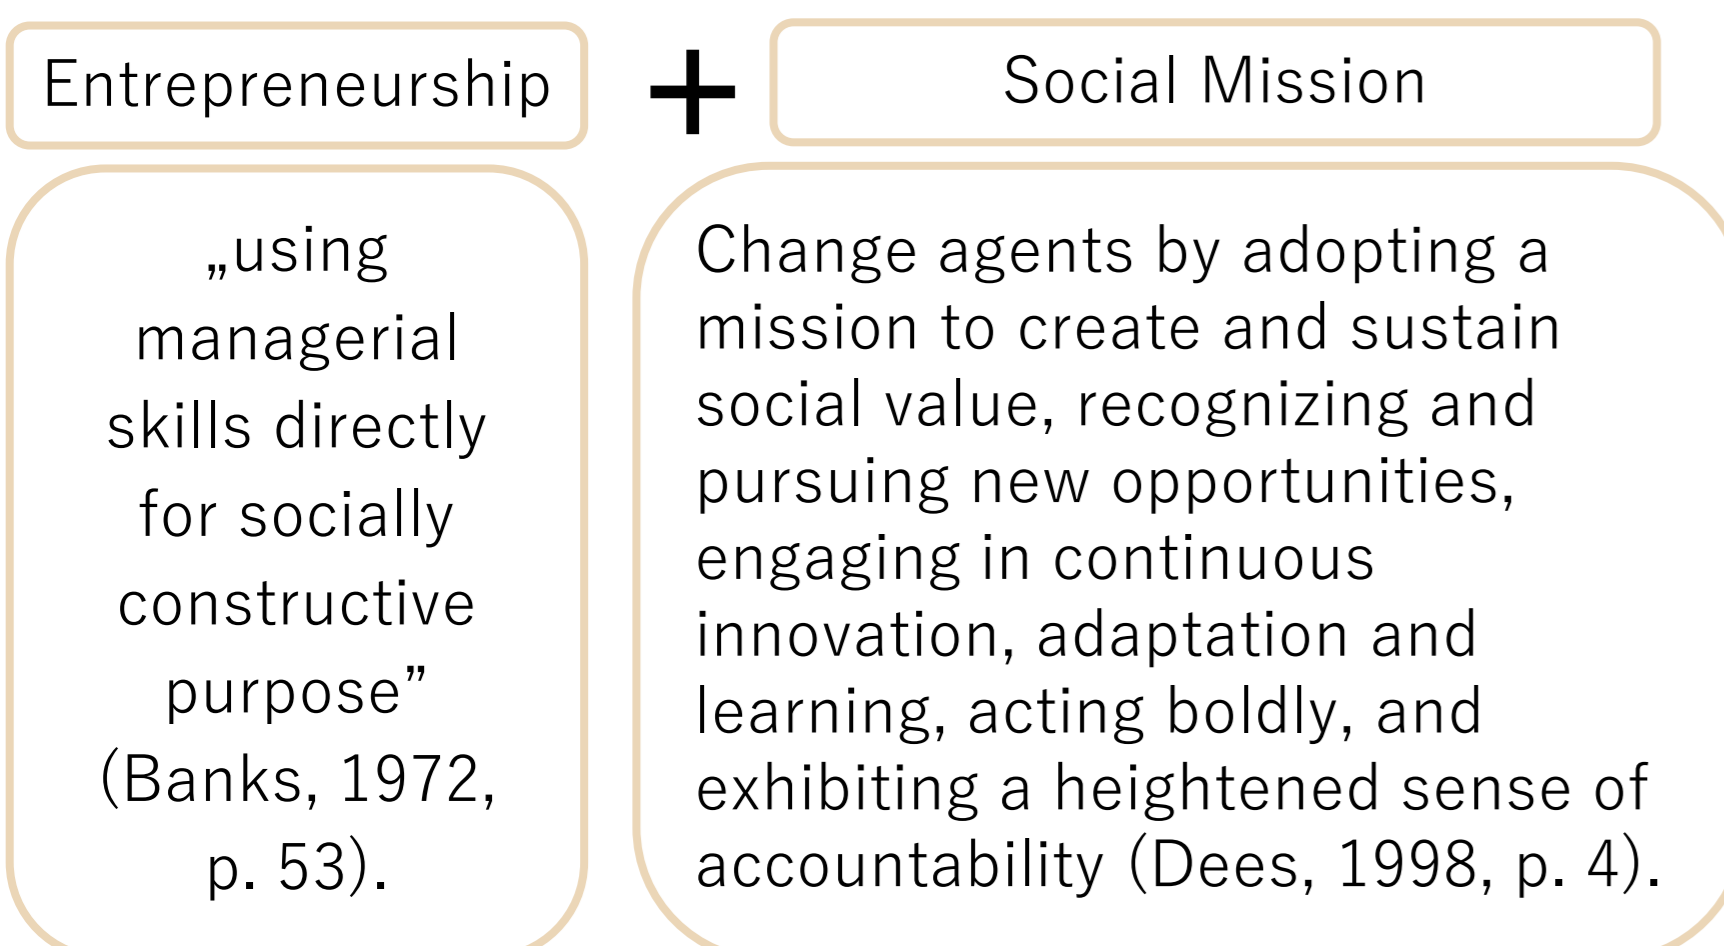 Entrepreneurship
+
Social Mission
„using
managerial
skills directly
for socially
constructive
purpose”
(Banks, 1972,
p. 53).
Change agents by adopting a
mission to create and sustain
social value, recognizing and
pursuing new opportunities,
engaging in continuous
innovation, adaptation and
learning, acting boldly, and
exhibiting a heightened sense of
accountability (Dees, 1998, p. 4).